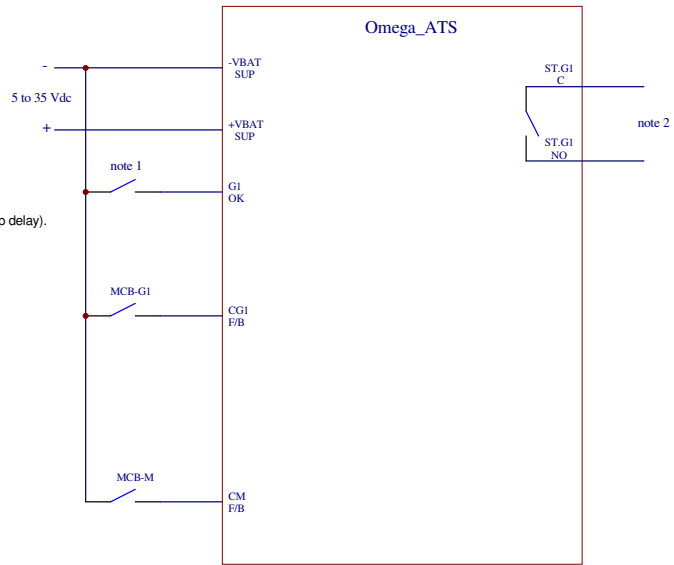 Omega_ATS
-
-VBAT
SUP
5 to 35 Vdc
+
+VBAT
SUP
ST.G1
C
note 2
ST.G1
NO
note 1
G1
OK
p delay).
MCB-G1
CG1
F/B
MCB-M
CM
F/B